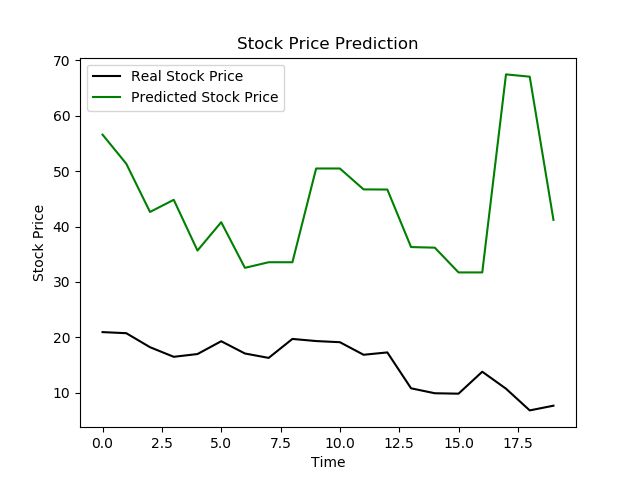 Stock Price Prediction
Real Stock Price
Predicted Stock Price
Stock Price
70
60
50
40
30
20
10
0.0 2.5 5.0 7.5 10.0 12.5 15.0 17.5
Time